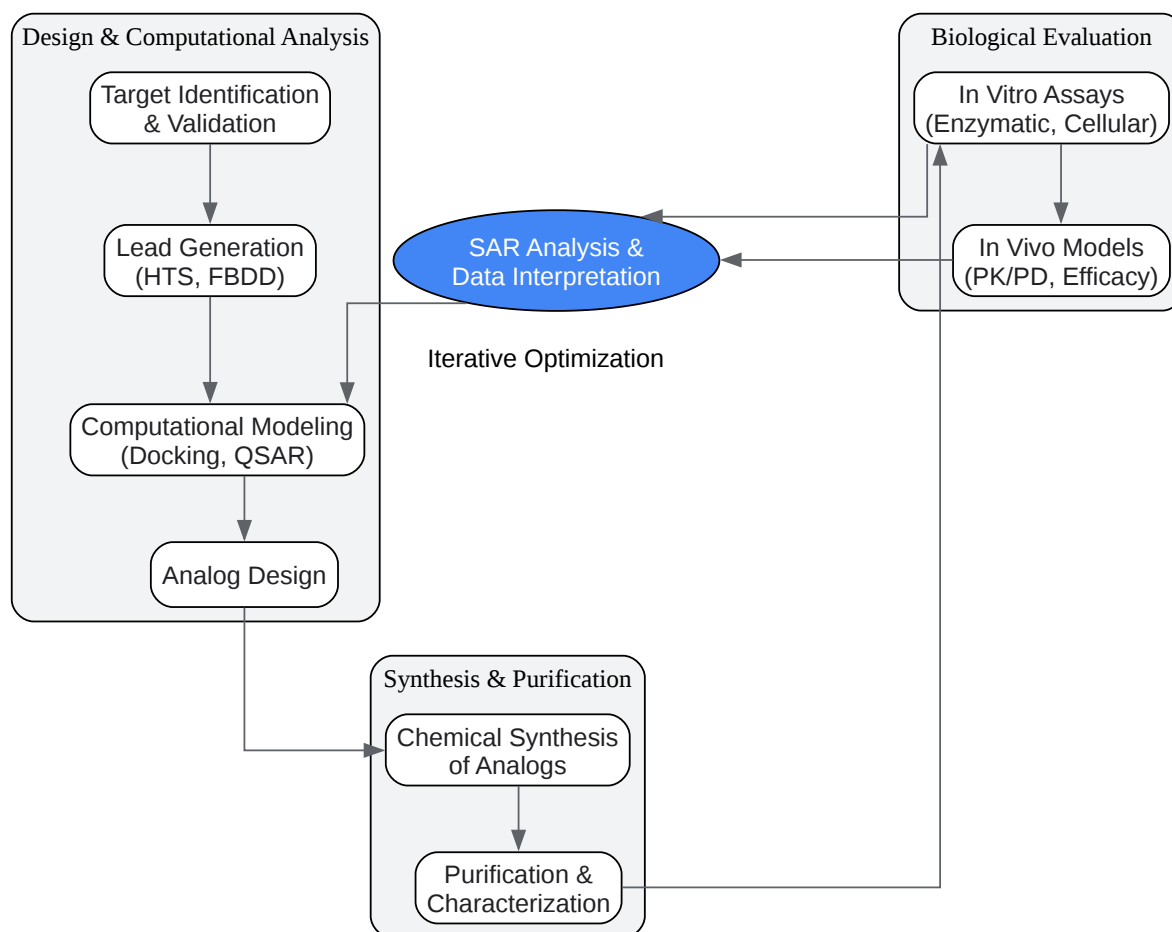 Design & Computational Analysis
Target Identification
& Validation
Lead Generation
(HTS, FBDD)
Computational Modeling
(Docking, QSAR)
Analog Design
SAR Analysis &
Data Interpretation
Iterative Optimization
Biological Evaluation
In Vitro Assays
(Enzymatic, Cellular)
In Vivo Models
(PK/PD, Efficacy)
Synthesis & Purification
Chemical Synthesis
of Analogs
Purification &
Characterization